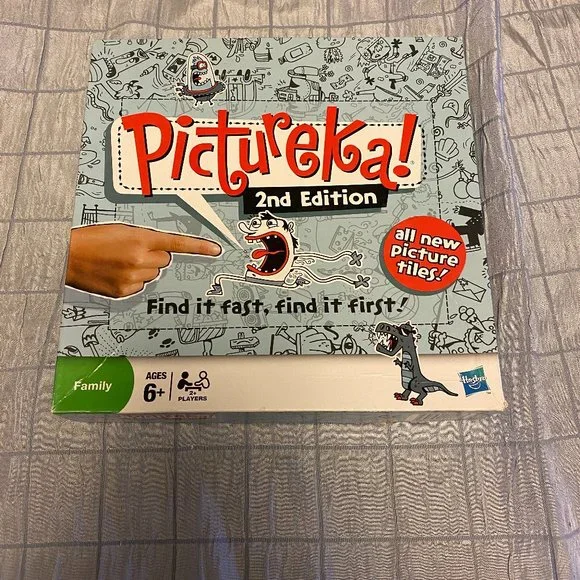 Pictureka!
2nd Edition
all new
picture
tiles!
Find it fast, find it first!
Family
AGES
6+
2+
PLAYERS
Hasbro